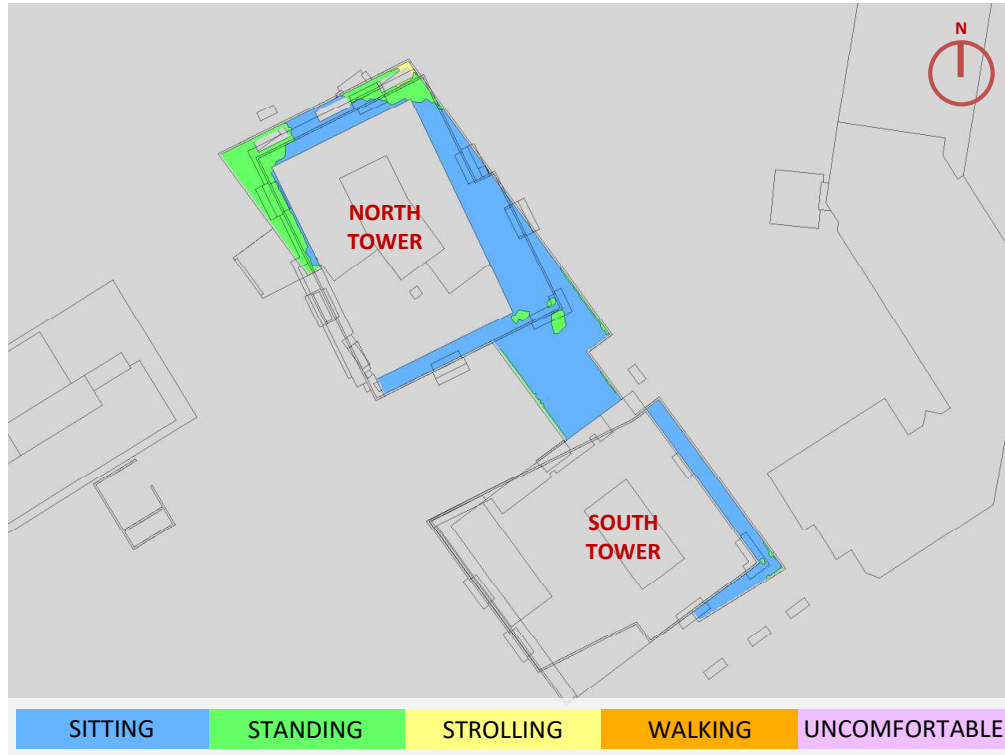 N
NORTH
TOWER
SOUTH
TOWER
SITTING STANDING STROLLING WALKING UNCOMFORTABLE